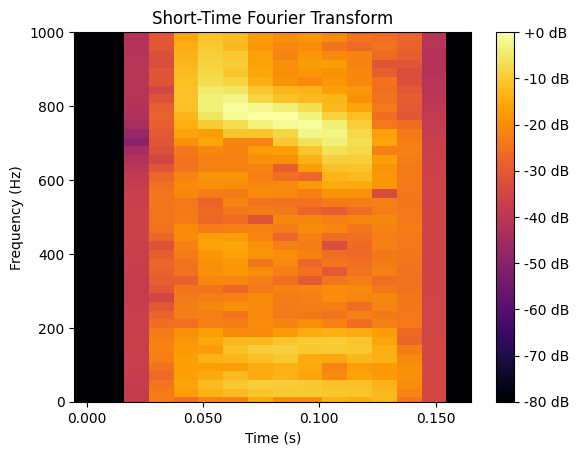 Short-Time Fourier Transform
1000
800
600
400
200
0
Frequency (Hz)
0.000
0.050
0.100
0.150
Time (s)
+0 dB
-10 dB
-20 dB
-30 dB
-40 dB
-50 dB
-60 dB
-70 dB
-80 dB